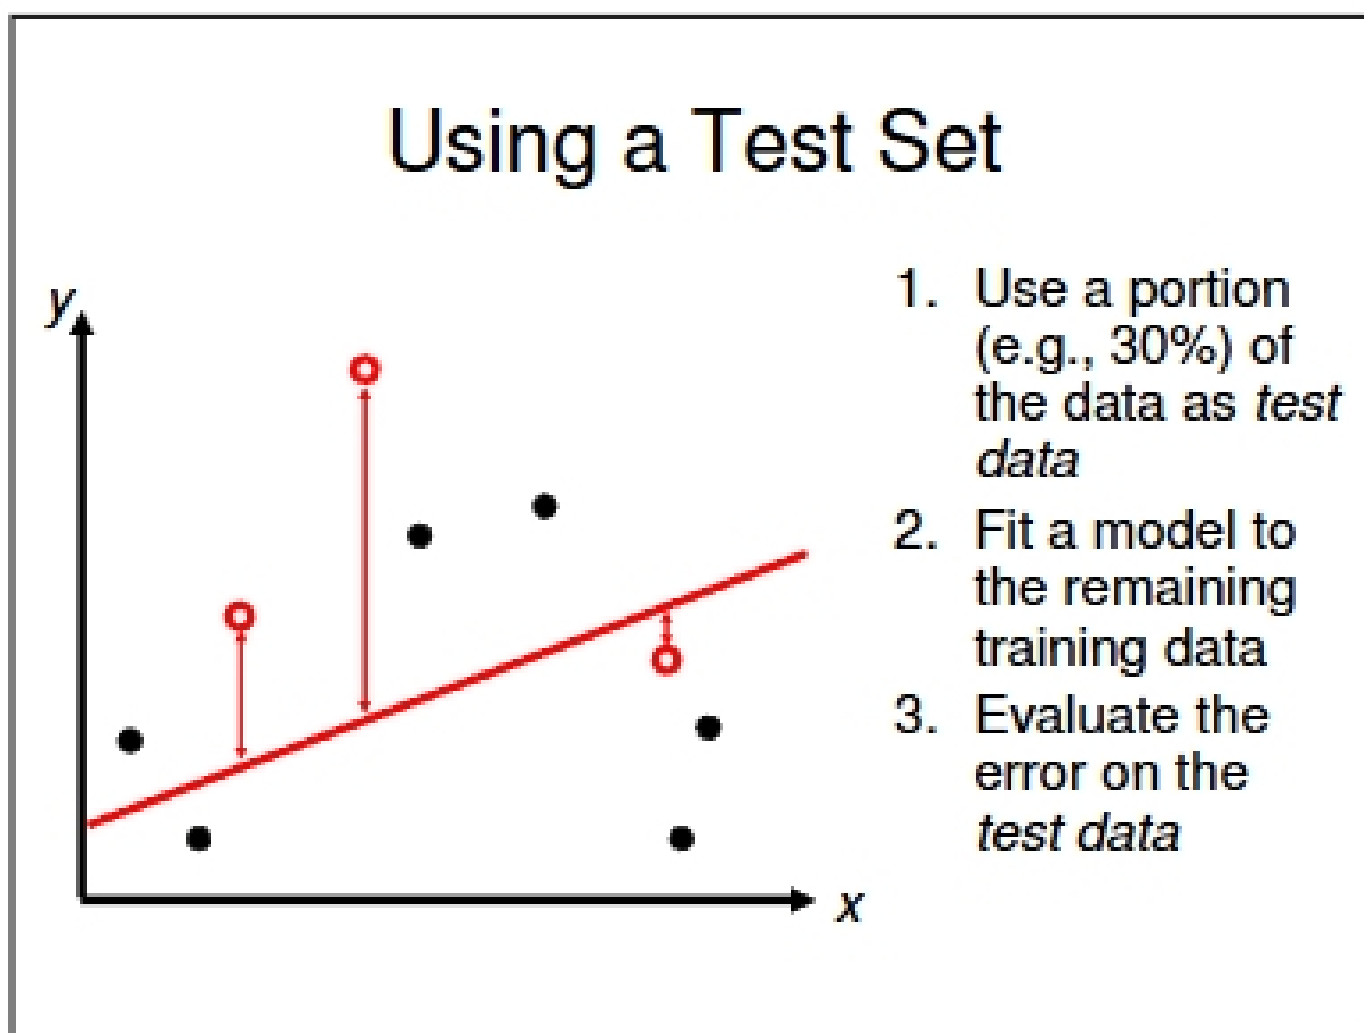 Using a Test Set
y
1. Use a portion
(e.g., 30%) of
the data as test
data
2. Fit a model to
the remaining
training data
3. Evaluate the
error on the
test data
x